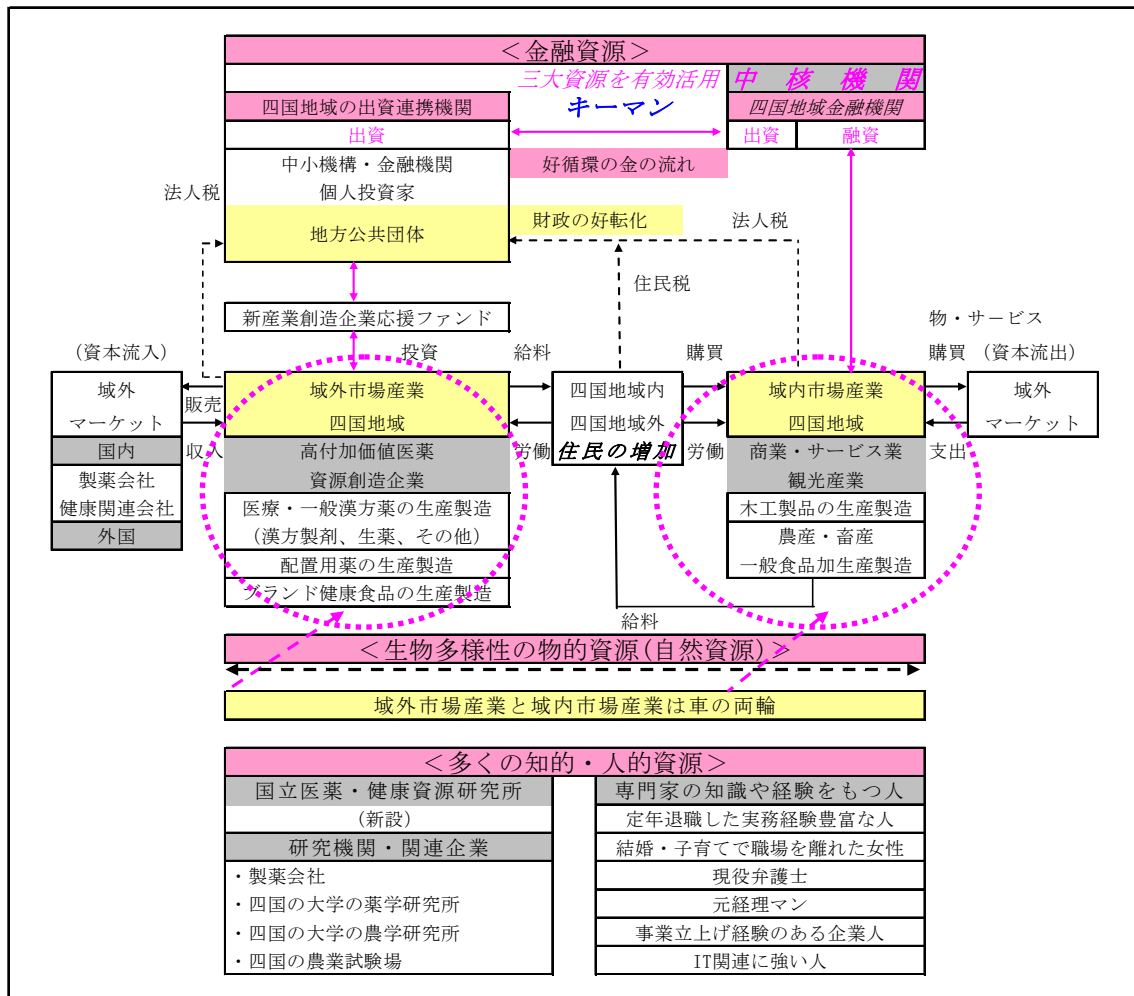 ＜金融資源＞
三大資源を有効活用
中核機関
四国地域の出資連携機関
キーマン
四国地域金融機関
出資
出資
融資
中小機構・金融機関
好循環の金の流れ
法人税
個人投資家
地方公共団体
財政の好転化
法人税
住民税
新産業創造企業応援ファンド
物・サービス
(資本流入)
投資
給料
購買
購買
(資本流出)
域外
マーケット
販売
収入
域外市場産業
四国地域
労働
四国地域内
四国地域外
住民の増加
労働
域内市場産業
四国地域
支出
域外
マーケット
国内
製薬会社
健康関連会社
外国
高付加価値医薬
資源創造企業
医療・一般漢方薬の生産製造
(漢方製剤、生薬、その他)
配置用薬の生産製造
ブランド健康食品の生産製造
商業・サービス業
観光産業
木工製品の生産製造
農産・畜産
一般食品加生産製造
給料
＜生物多様性の物的資源(自然資源)＞
域外市場産業と域内市場産業は車の両輪
＜多くの知的・人的資源＞
国立医薬・健康資源研究所
(新設)
研究機関・関連企業
・製薬会社
・四国の大学の薬学研究所
・四国の大学の農学研究所
・四国の農業試験場
専門家の知識や経験をもつ人
定年退職した実務経験豊富な人
結婚・子育てで職場を離れた女性
現役弁護士
元経理マン
事業立上げ経験のある企業人
IT関連に強い人